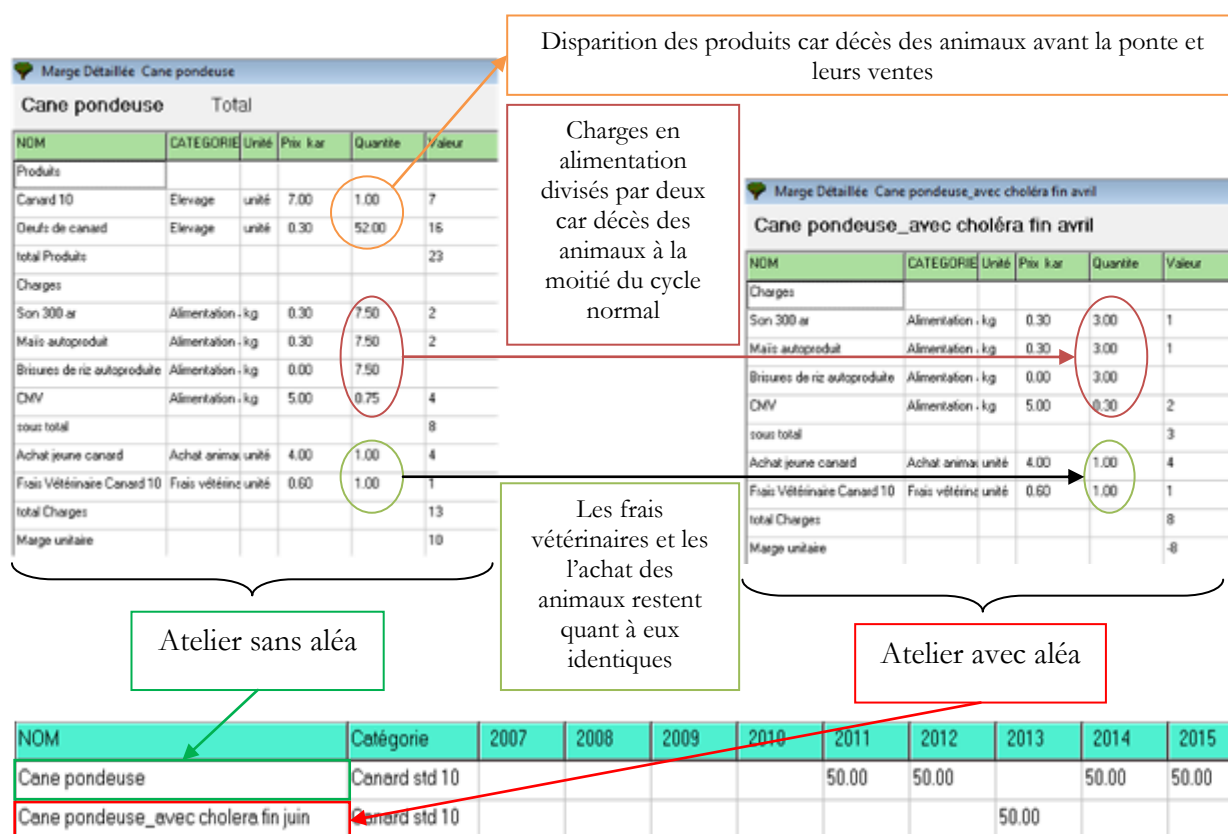 Disparition des produits car décès des animaux avant la ponte et
leurs ventes
Marge Détaillée Cane pondeuse
Cane pondeuse Total
NOM CATEGORIE Unité Prix kar Quantite Valeur
Produits
Canard 10 Elevage unité 7.00 1.00 7
Oeufs de canard Elevage unité 0.30 52.00 16
total Produits 23
Charges
Son 300 ar Alimentation . kg 0.30 7.50 2
Maïs autoproduit Alimentation . kg 0.30 7.50 2
Brisures de riz autoproduite Alimentation . kg 0.00 7.50
CMV Alimentation . kg 5.00 0.75 4
sous total 8
Achat jeune canard Achat animau unité 4.00 1.00 4
Frais Vétérinaire Canard 10 Frais vétérina unité 0.60 1.00 1
total Charges 13
Marge unitaire 10
Charges en
alimentation
divisés par deux
car décès des
animaux à la
moitié du cycle
normal
Marge Détaillée Cane pondeuse_avec choléra fin avril
Cane pondeuse_avec choléra fin avril
NOM CATEGORIE Unité Prix kar Quantite Valeur
Charges
Son 300 ar Alimentation . kg 0.30 3.00 1
Maïs autoproduit Alimentation . kg 0.30 3.00 1
Brisures de riz autoproduite Alimentation . kg 0.00 3.00
CMV Alimentation . kg 5.00 0.30 2
sous total 3
Achat jeune canard Achat animau unité 4.00 1.00 4
Frais Vétérinaire Canard 10 Frais vétérina unité 0.60 1.00 1
total Charges 8
Marge unitaire -8
Les frais
vétérinaires et les
l’achat des
animaux restent
quant à eux
identiques
Atelier sans aléa
Atelier avec aléa
NOM Catégorie 2007 2008 2009 2010 2011 2012 2013 2014 2015
Cane pondeuse Canard std 10 50.00 50.00 50.00 50.00
Cane pondeuse_avec cholera fin juin Canard std 10 50.00